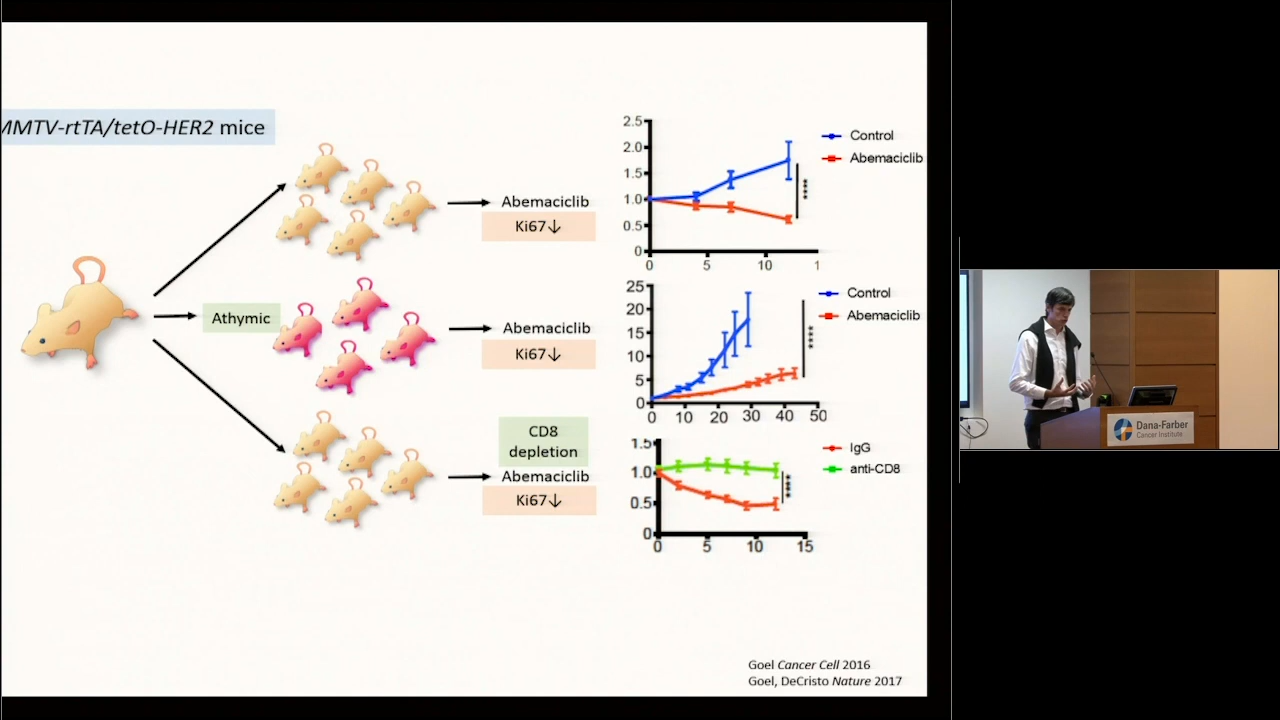 MMTV-rtTA/tetO-HER2 mice
Abemaciclib
Ki67↓
2.5
2.0
1.5
1.0
0.5
0
0
5
10
1
Control
Abemaciclib
****
Athymic
Abemaciclib
Ki67↓
25
20
15
10
5
0
0
10
20
30
40
50
Control
Abemaciclib
****
CD8
depletion
Abemaciclib
Ki67↓
1.5
1.0
0.5
0
0
5
10
15
IgG
anti-CD8
****
Goel Cancer Cell 2016
Goel, DeCristo Nature 2017
Dana-Farber
Cancer Institute